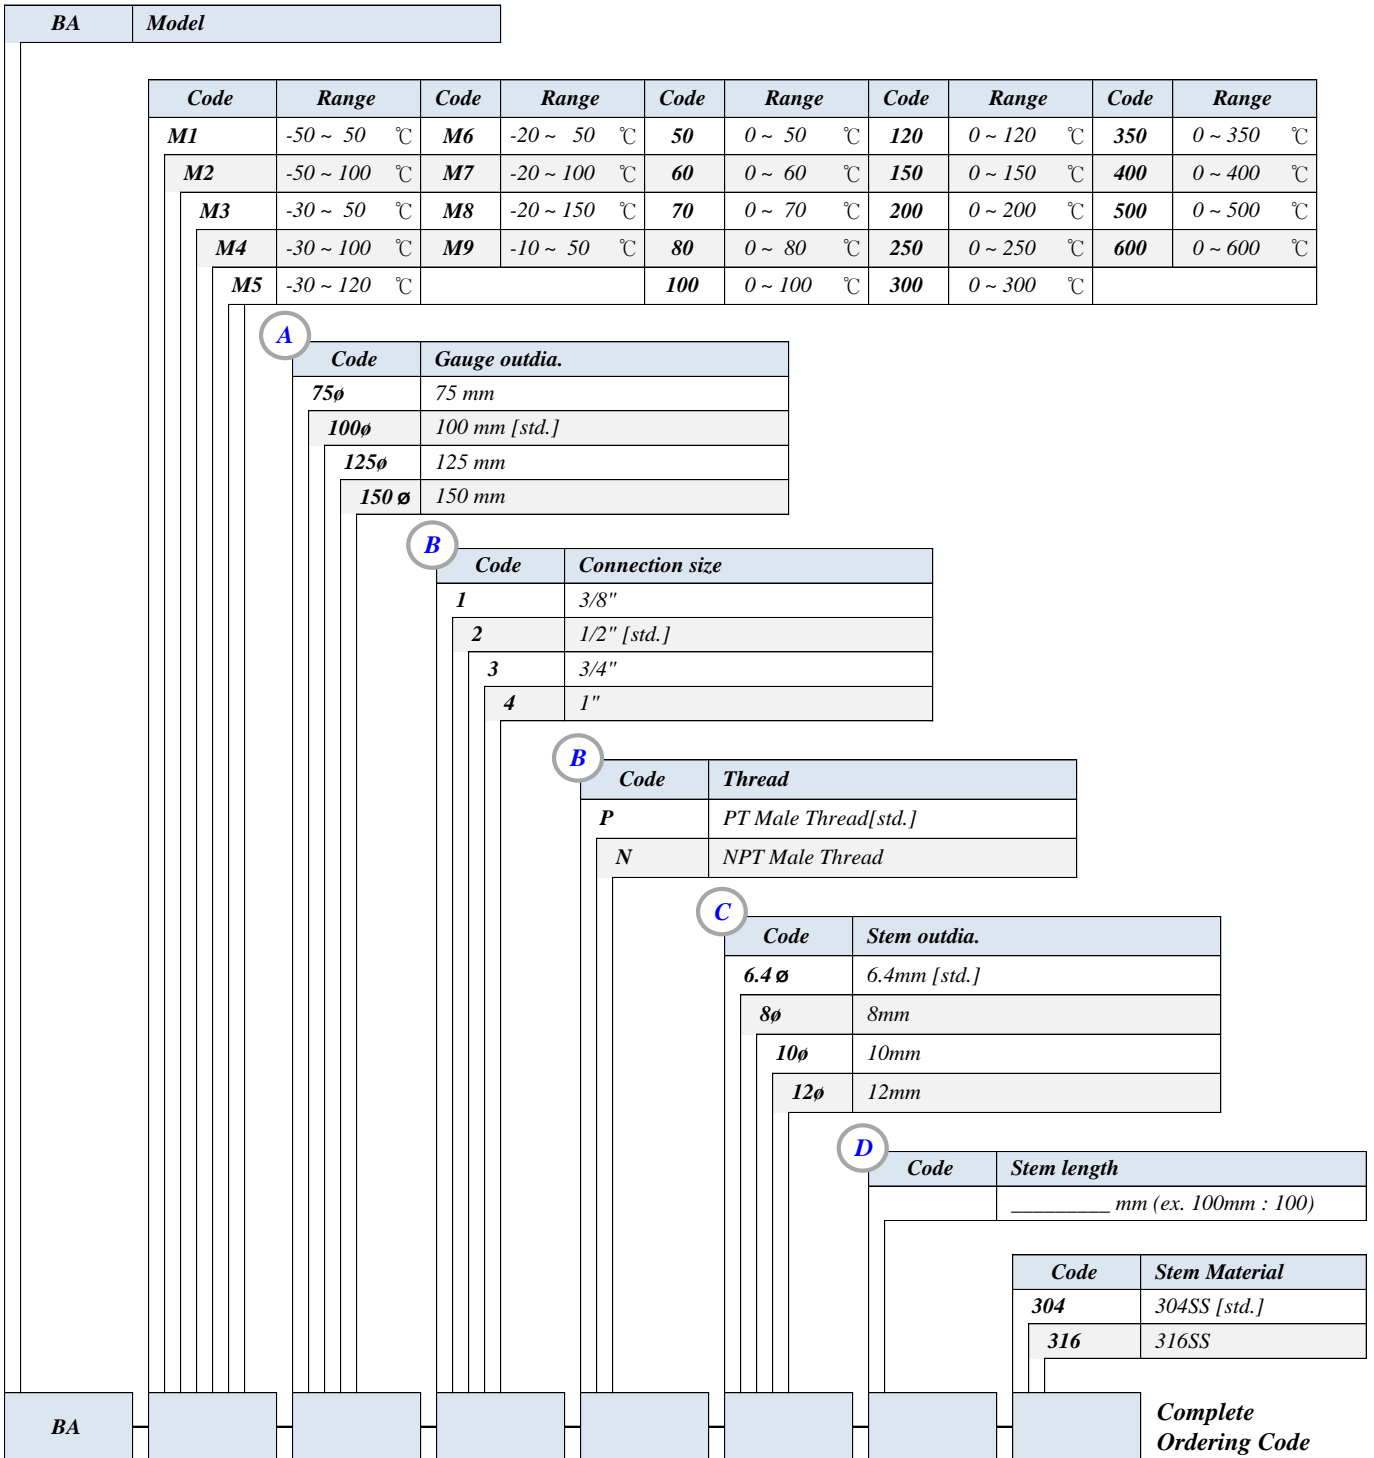 BA Model
Code Range Code Range Code Range Code Range Code Range
M1 -50 ~ 50 ℃ M6 -20 ~ 50 ℃ 50 0 ~ 50 ℃ 120 0 ~ 120 ℃ 350 0 ~ 350 ℃
M2 -50 ~ 100 ℃ M7 -20 ~ 100 ℃ 60 0 ~ 60 ℃ 150 0 ~ 150 ℃ 400 0 ~ 400 ℃
M3 -30 ~ 50 ℃ M8 -20 ~ 150 ℃ 70 0 ~ 70 ℃ 200 0 ~ 200 ℃ 500 0 ~ 500 ℃
M4 -30 ~ 100 ℃ M9 -10 ~ 50 ℃ 80 0 ~ 80 ℃ 250 0 ~ 250 ℃ 600 0 ~ 600 ℃
M5 -30 ~ 120 ℃ 100 0 ~ 100 ℃ 300 0 ~ 300 ℃
A
Code Gauge outdia.
75ø 75 mm
100ø 100 mm [std.]
125ø 125 mm
150 ø 150 mm
B
Code Connection size
1 3/8"
2 1/2" [std.]
3 3/4"
4 1"
B
Code Thread
P PT Male Thread[std.]
N NPT Male Thread
C
Code Stem outdia.
6.4 ø 6.4mm [std.]
8ø 8mm
10ø 10mm
12ø 12mm
D
Code Stem length
_________ mm (ex. 100mm : 100)
Code Stem Material
304 304SS [std.]
316 316SS
BA
Complete
Ordering Code